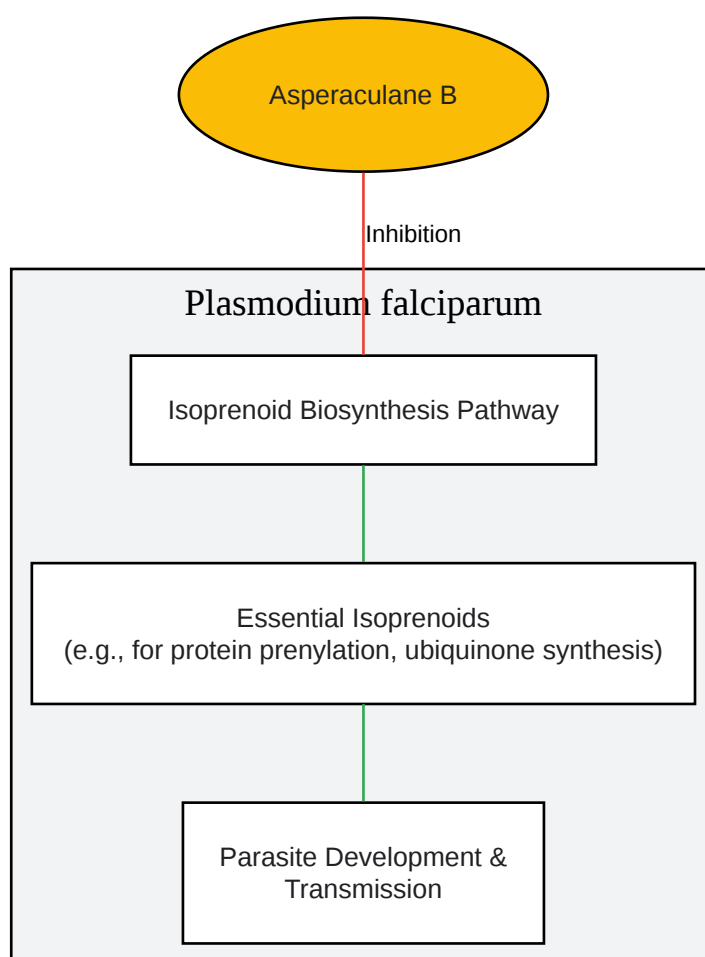 Asperaculane B
Inhibition
Plasmodium falciparum
Isoprenoid Biosynthesis Pathway
Essential Isoprenoids
(e.g., for protein prenylation, ubiquinone synthesis)
Parasite Development &
Transmission